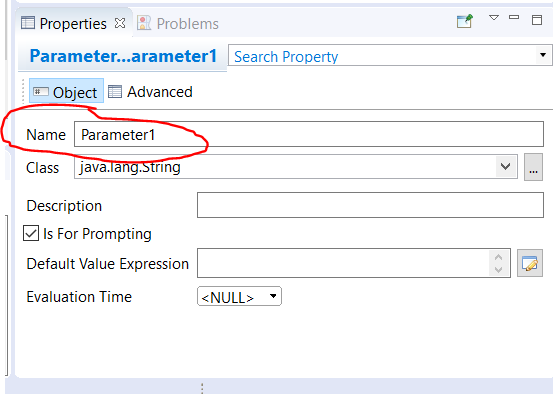 Properties Problems
Parameter...arameter1 Search Property
Object Advanced
Name Parameter1
Class java.lang.String ...
Description
Is For Prompting
Default Value Expression
Evaluation Time <NULL>